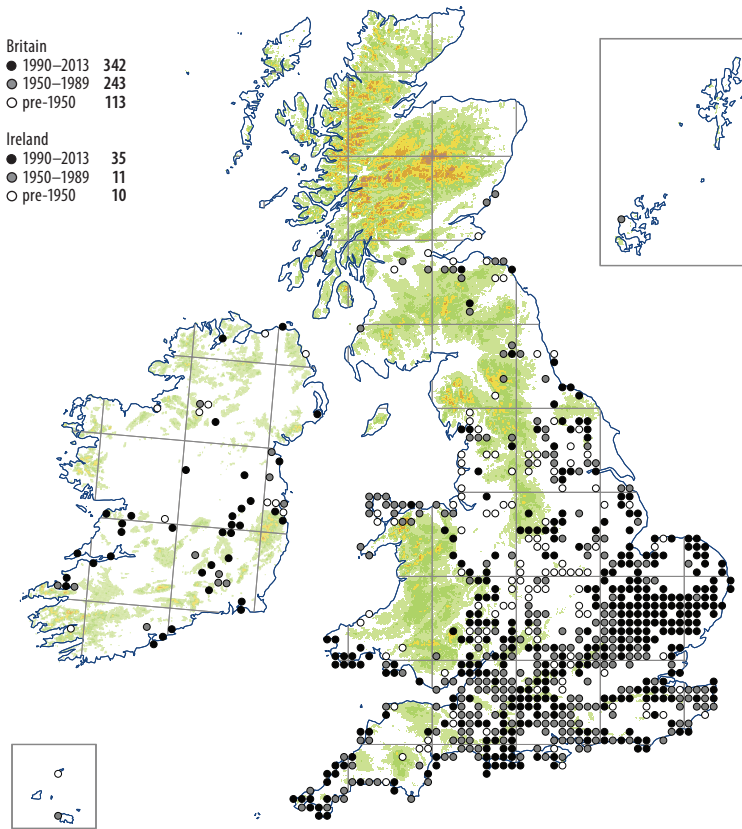 Britain
1990–2013 342
1950–1989 243
pre-1950 113
Ireland
1990–2013 35
1950–1989 11
pre-1950 10